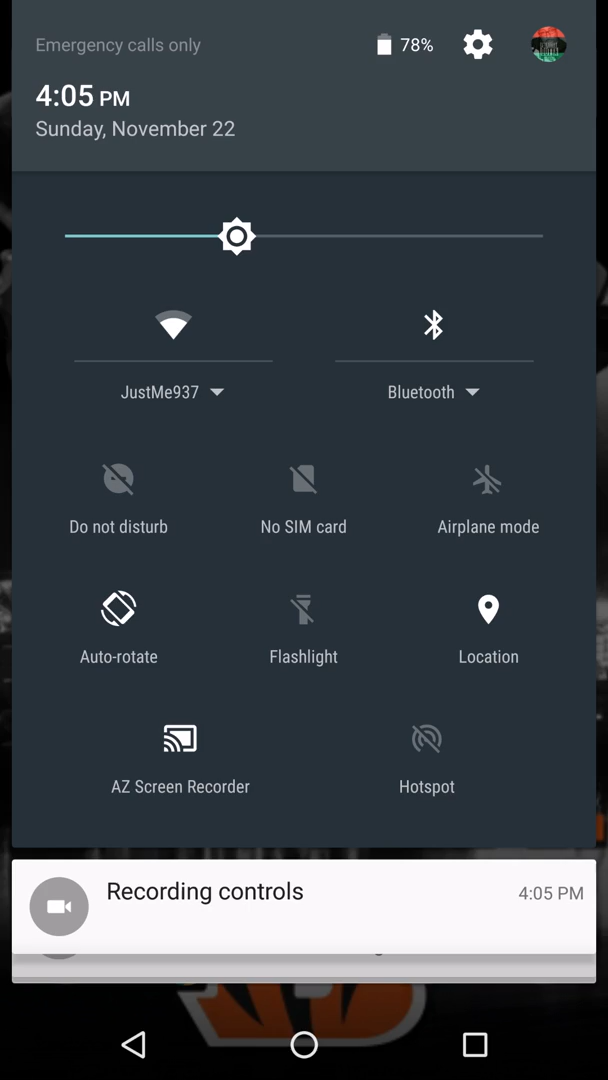 Emergency calls only 78%
4:05 PM
Sunday, November 22
JustMe937 Bluetooth
Do not disturb No SIM card Airplane mode
Auto-rotate Flashlight Location
AZ Screen Recorder Hotspot
Recording controls 4:05 PM